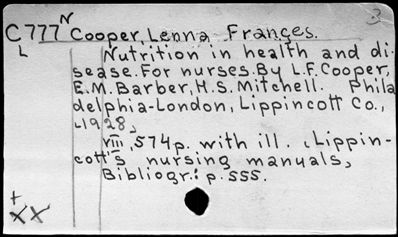 3
N
C777 Cooper, Lenna Frances.
L Nutrition in health and di-
sease. For nurses. By L.F. Cooper,
E.M. Barber, H.S. Mitchell. Phila
delphia-London, Lippincott Co.,
1928,
VIII, 574p. with ill. (Lippin-
cott's nursing manuals,
Bibliogr.: p. 555.
+
XX